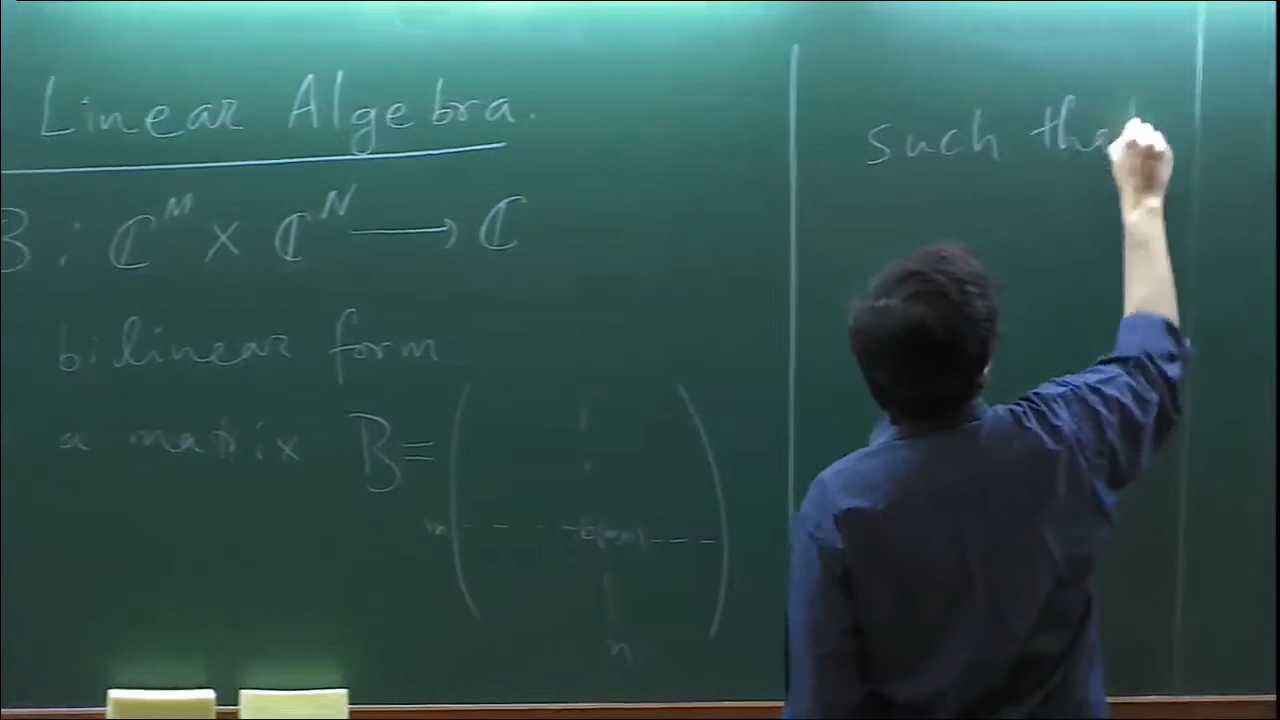 Linear Algebra.
B : ℂ^M × ℂ^N → ℂ
bilinear form
a matrix B = ( )
m
n
such that